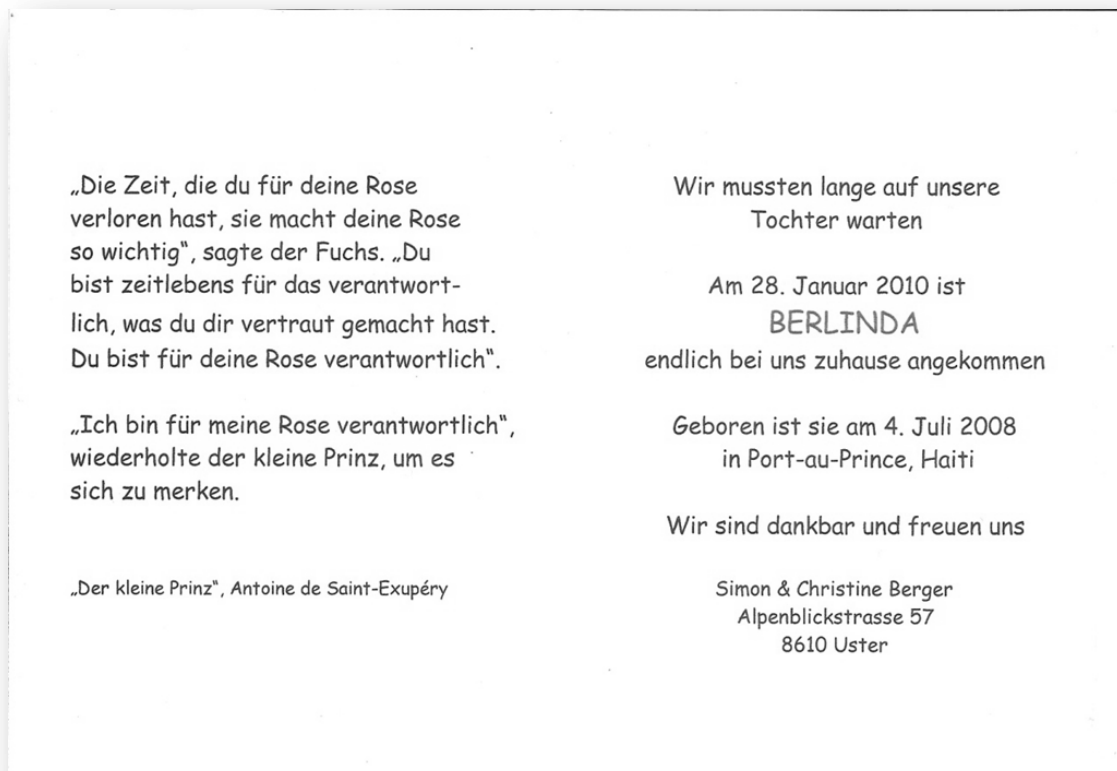 „Die Zeit, die du für deine Rose
verloren hast, sie macht deine Rose
so wichtig“, sagte der Fuchs. „Du
bist zeitlebens für das verantwort-
lich, was du dir vertraut gemacht hast.
Du bist für deine Rose verantwortlich“.
„Ich bin für meine Rose verantwortlich“,
wiederholte der kleine Prinz, um es
sich zu merken.
„Der kleine Prinz“, Antoine de Saint-Exupéry
Wir mussten lange auf unsere
Tochter warten
Am 28. Januar 2010 ist
BERLINDA
endlich bei uns zuhause angekommen
Geboren ist sie am 4. Juli 2008
in Port-au-Prince, Haiti
Wir sind dankbar und freuen uns
Simon & Christine Berger
Alpenblickstrasse 57
8610 Uster